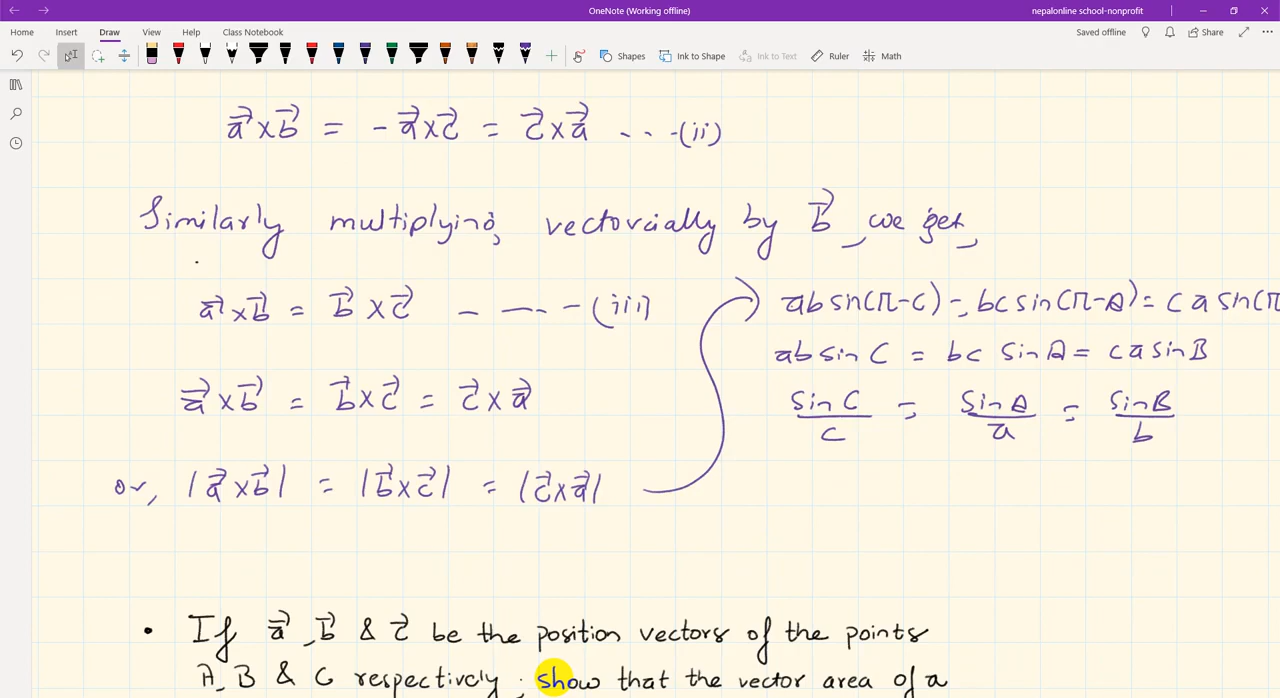 OneNote (Working offline)
nepalonline school-nonprofit
Home Insert Draw View Help Class Notebook
Saved offline Share
Shapes Ink to Shape Ink to Text Ruler Math
a⃗ × b⃗ = - a⃗ × c⃗ = c⃗ × a⃗ ... -(ii)
Similarly multiplying, vectorcially by b⃗, we get,
a⃗ × b⃗ = b⃗ × c⃗ - --- -(iii)
a⃗ × b⃗ = b⃗ × c⃗ = c⃗ × a⃗
or, |a⃗ × b⃗| = |b⃗ × c⃗| = |c⃗ × a⃗|
ab sin(π-C) = bc sin(π-A) = c a sin(π
ab sin C = bc sin A = c a sin B
sin C / c = sin A / a = sin B / b
• If a⃗, b⃗ & c⃗ be the position vectors of the points
A, B & C respectively, show that the vector area of a